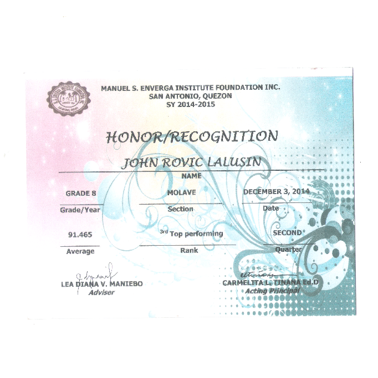 MANUEL S. ENVERGA INSTITUTE FOUNDATION INC.
SAN ANTONIO, QUEZON
SY 2014-2015
HONOR/RECOGNITION
JOHN ROVIC LALUSIN
NAME
GRADE 8 MOLAVE DECEMBER 3, 2014
Grade/Year Section Date
91.465 3rd Top performing SECOND
Average Rank Quarter
LEA DIANA V. MANIEBO CARMELITA L. Ed.D
Adviser Acting Principal